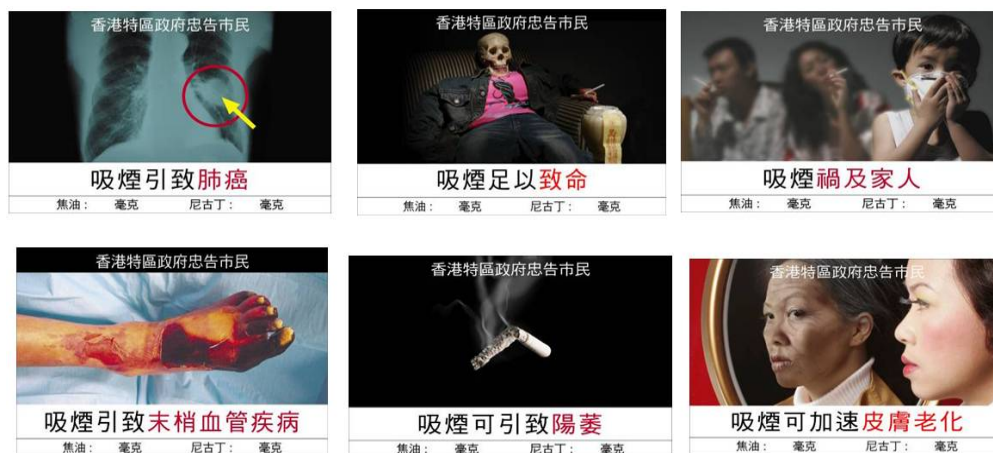 香港特區政府忠告市民
吸煙引致肺癌
焦油： 毫克 尼古丁： 毫克
香港特區政府忠告市民
吸煙足以致命
焦油： 毫克 尼古丁： 毫克
香港特區政府忠告市民
吸煙禍及家人
焦油： 毫克 尼古丁： 毫克
香港特區政府忠告市民
吸煙引致末梢血管疾病
焦油： 毫克 尼古丁： 毫克
香港特區政府忠告市民
吸煙可引致陽萎
焦油： 毫克 尼古丁： 毫克
香港特區政府忠告市民
吸煙可加速皮膚老化
焦油： 毫克 尼古丁： 毫克